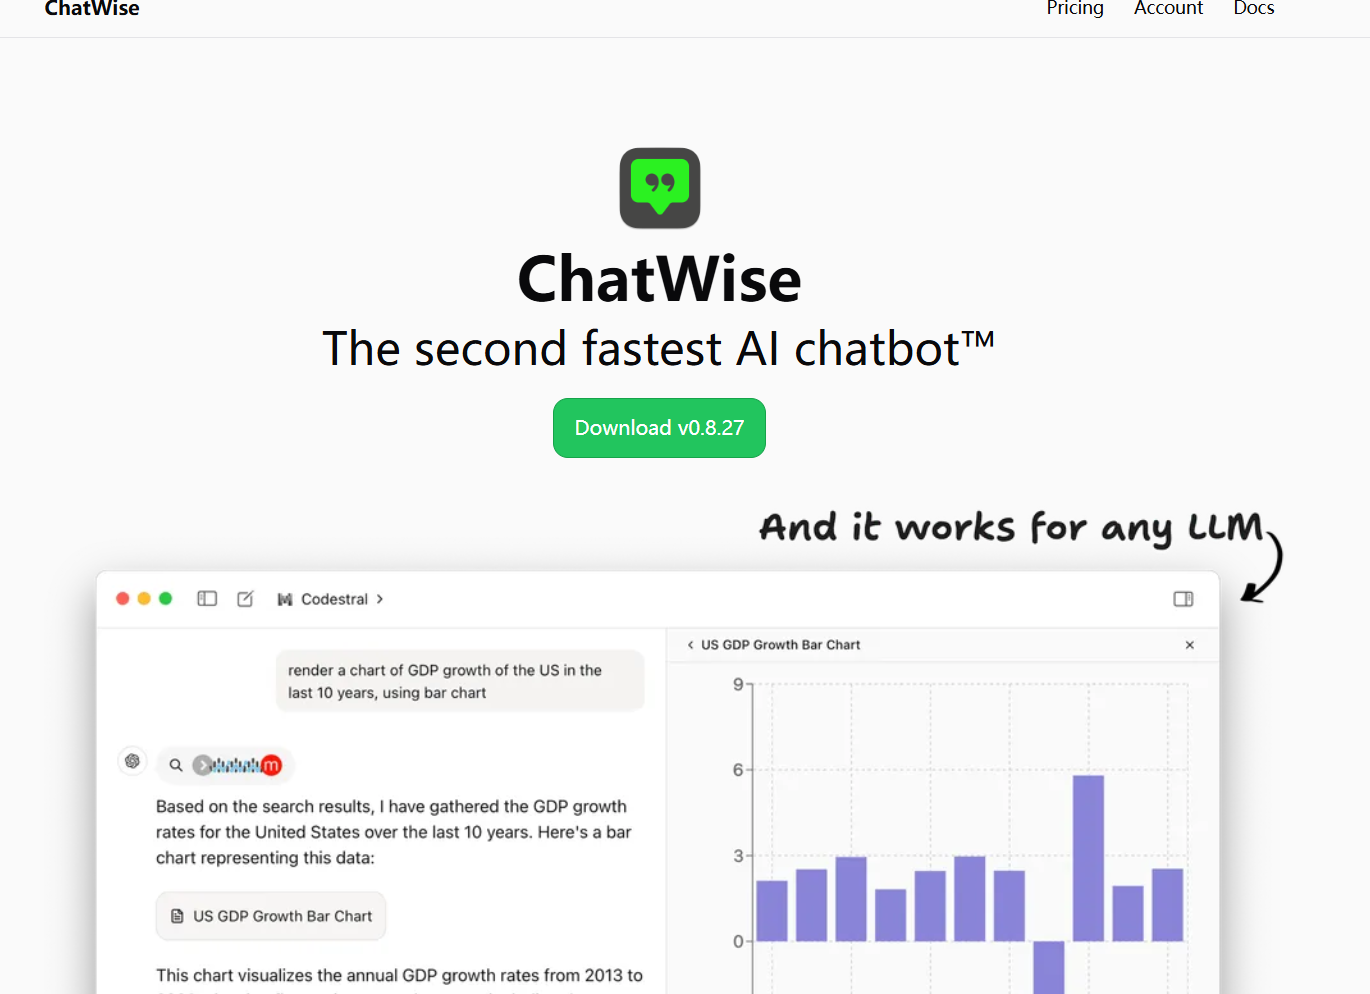 ChatWise
Pricing Account Docs
ChatWise
The second fastest AI chatbot™
Download v0.8.27
And it works for any LLM
Codestral
render a chart of GDP growth of the US in the
last 10 years, using bar chart
m
Based on the search results, I have gathered the GDP growth
rates for the United States over the last 10 years. Here's a bar
chart representing this data:
US GDP Growth Bar Chart
This chart visualizes the annual GDP growth rates from 2013 to
US GDP Growth Bar Chart
9
6
3
0